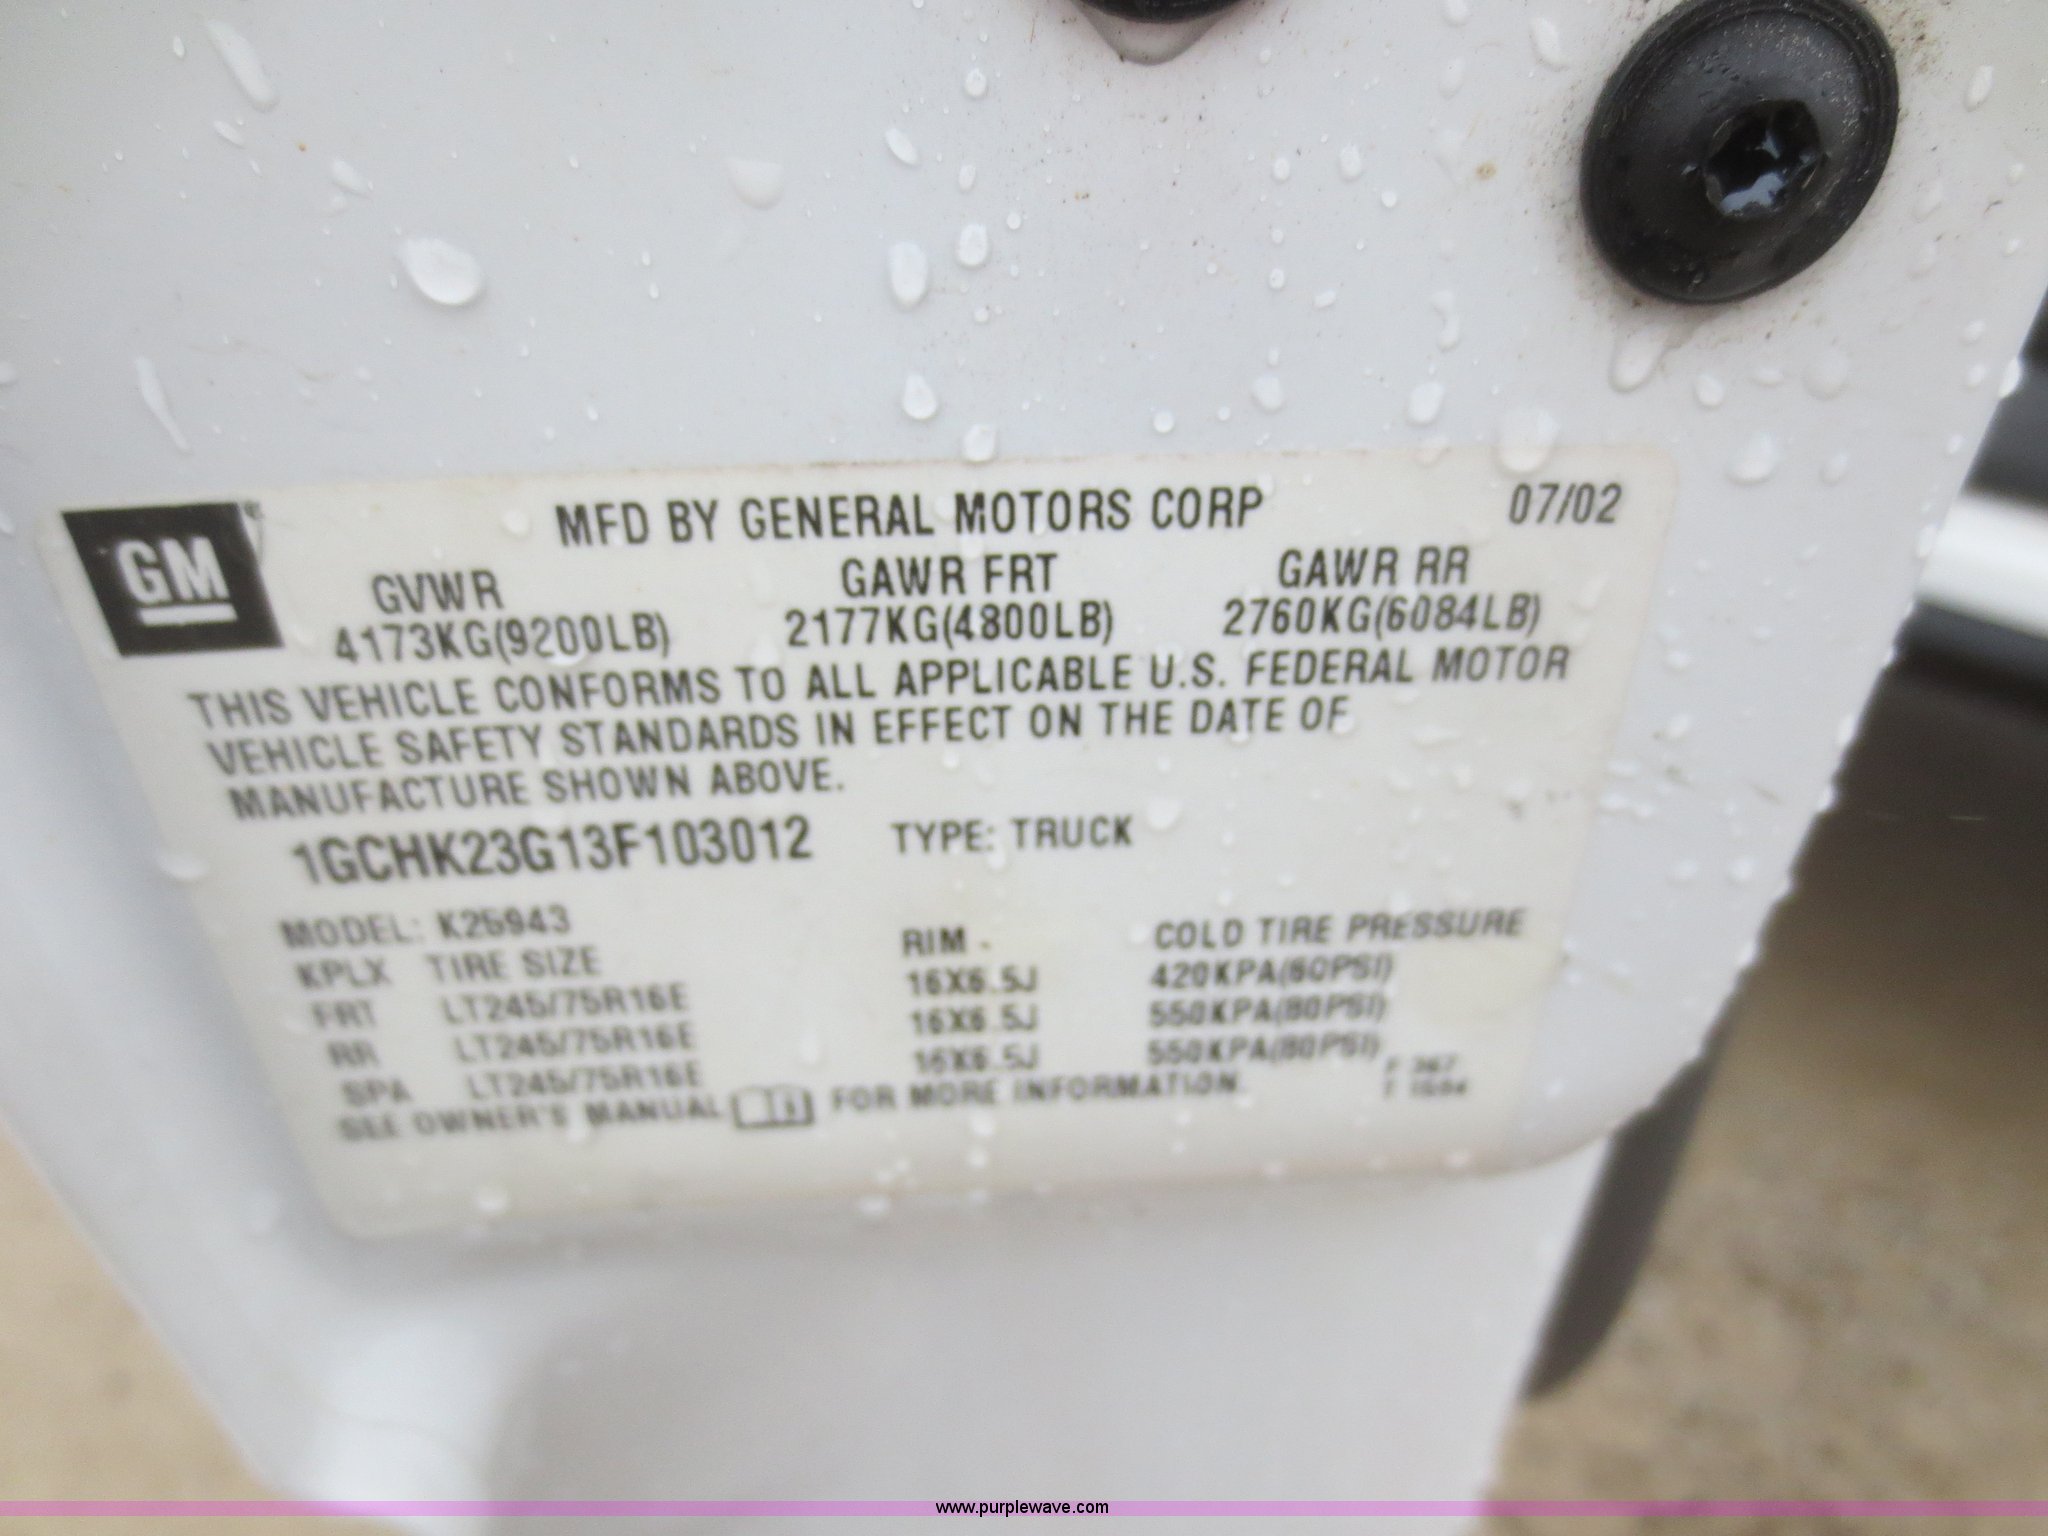 MFD BY GENERAL MOTORS CORP 07/02
GM
GVWR GAWR FRT GAWR RR
4173KG(9200LB) 2177KG(4800LB) 2760KG(6084LB)
THIS VEHICLE CONFORMS TO ALL APPLICABLE U.S. FEDERAL MOTOR
VEHICLE SAFETY STANDARDS IN EFFECT ON THE DATE OF
MANUFACTURE SHOWN ABOVE.
1GCHK23G13F103012 TYPE: TRUCK
MODEL: K25943
KPLX TIRE SIZE RIM COLD TIRE PRESSURE
FRT LT245/75R16E 16X6.5J 420KPA(60PSI)
RR LT245/75R16E 16X6.5J 550KPA(80PSI)
SPA LT245/75R16E 16X6.5J 550KPA(80PSI)
SEE OWNER'S MANUAL FOR MORE INFORMATION
www.purplewave.com